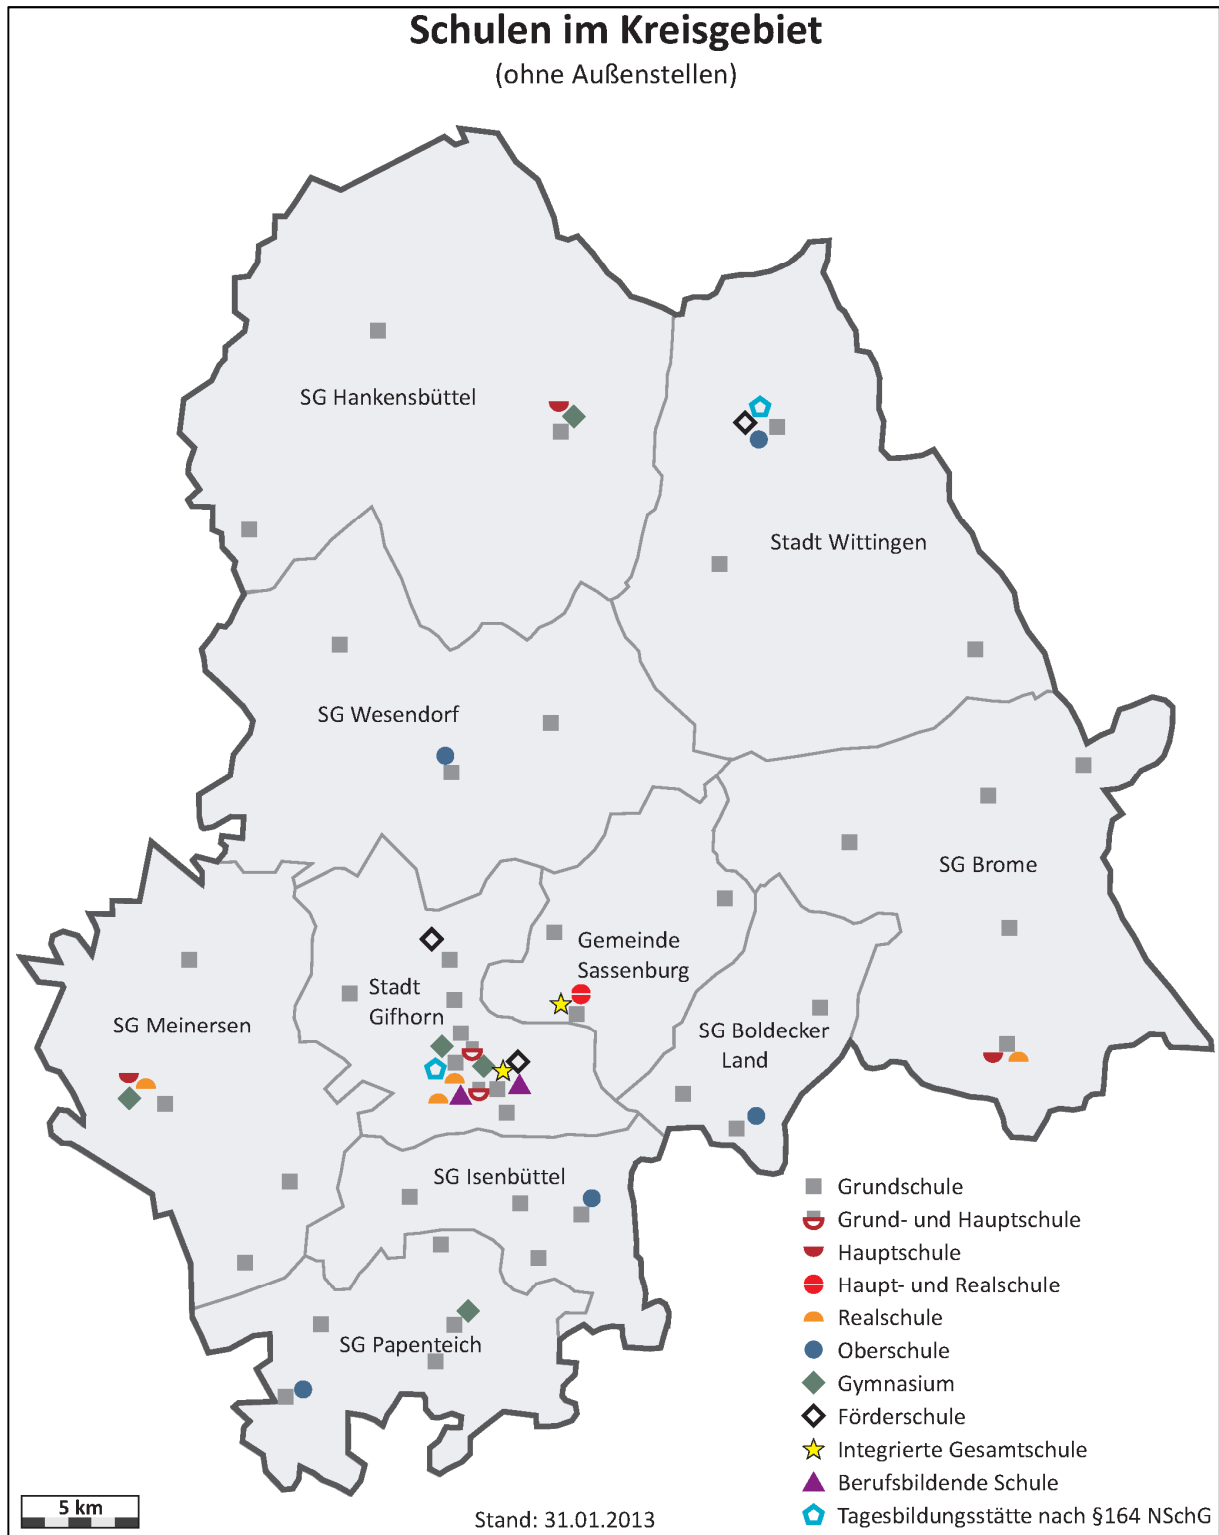 Schulen im Kreisgebiet
(ohne Außenstellen)
SG Hankensbüttel
Stadt Wittingen
SG Wesendorf
SG Brome
Gemeinde
Sassenburg
Stadt
Gifhorn
SG Meinersen
SG Boldecker
Land
SG Isenbüttel
SG Papenteich
Grundschule
Grund- und Hauptschule
Hauptschule
Haupt- und Realschule
Realschule
Oberschule
Gymnasium
Förderschule
Integrierte Gesamtschule
Berufsbildende Schule
Tagesbildungsstätte nach §164 NSchG
5 km
Stand: 31.01.2013